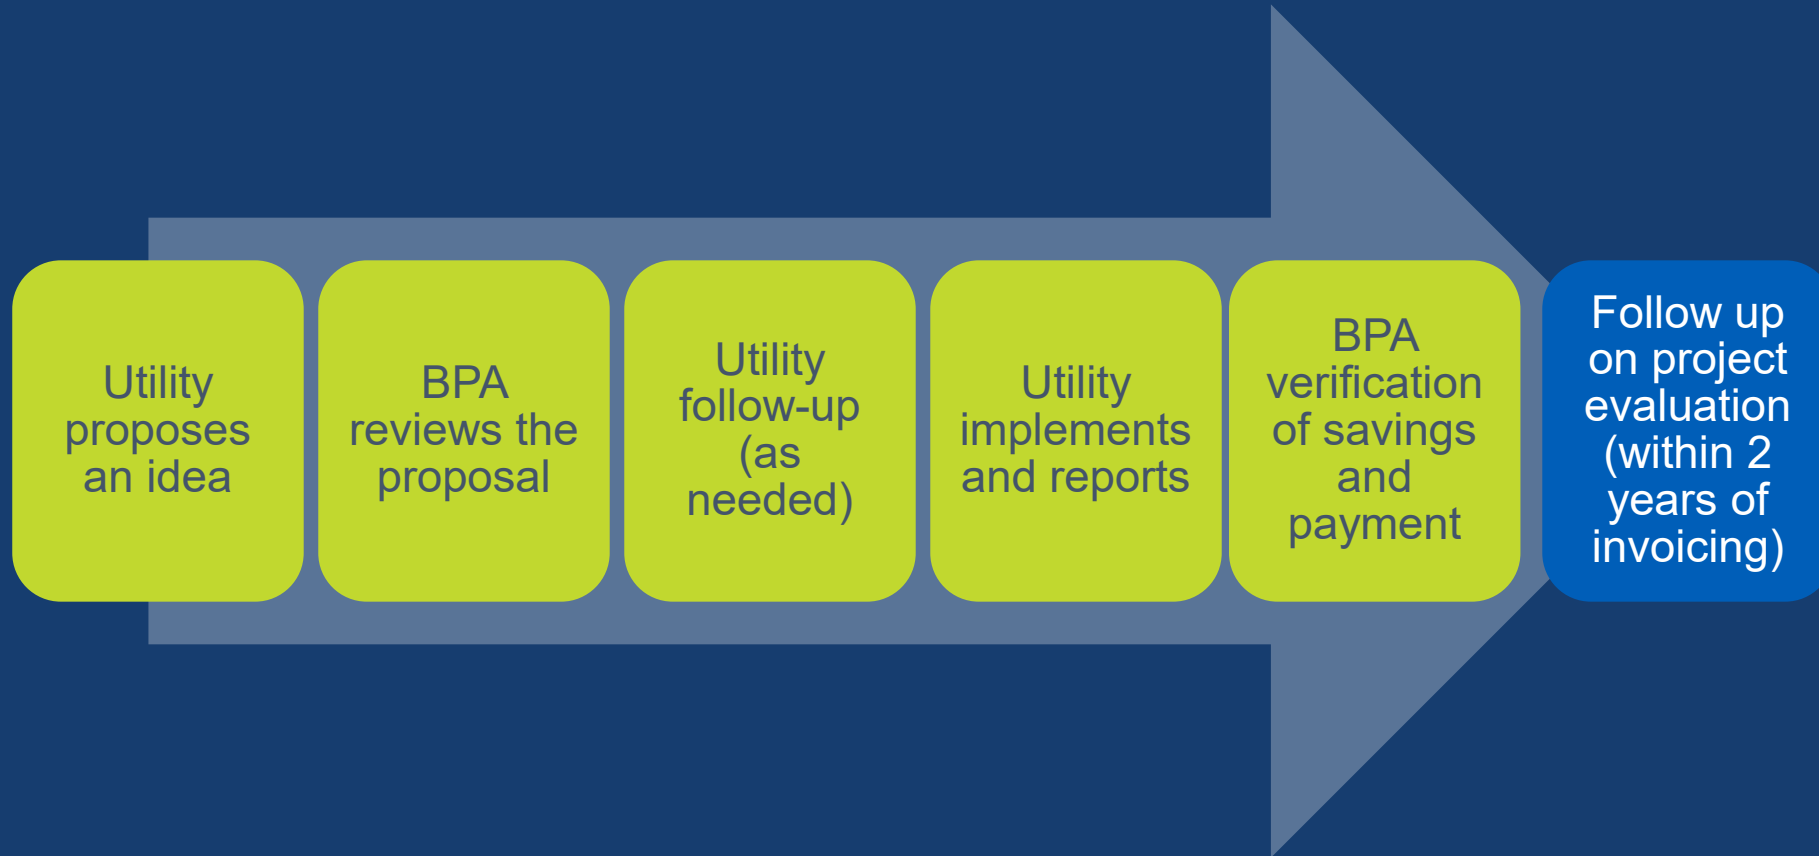 Utility
proposes
an idea
BPA
reviews the
proposal
Utility
follow-up
(as
needed)
Utility
implements
and reports
BPA
verification
of savings
and
payment
Follow up
on project
evaluation
(within 2
years of
invoicing)